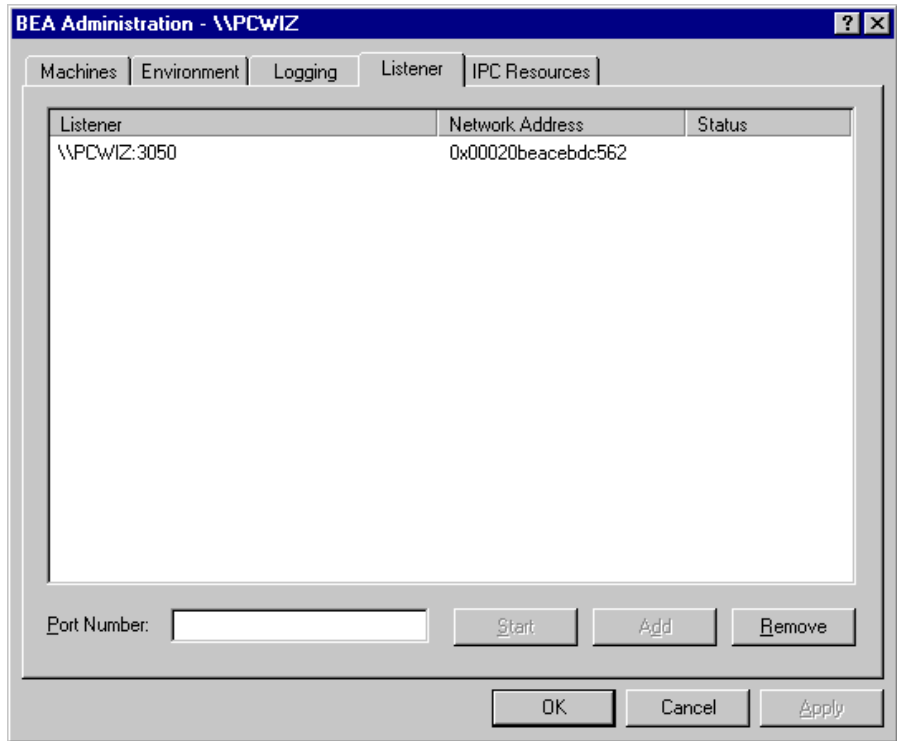 BEA Administration - \\PCWIZ
Machines Environment Logging Listener IPC Resources
Listener Network Address Status
\\PCWIZ:3050 0x00020beacebdc562
Port Number: Start Add Remove
OK Cancel Apply